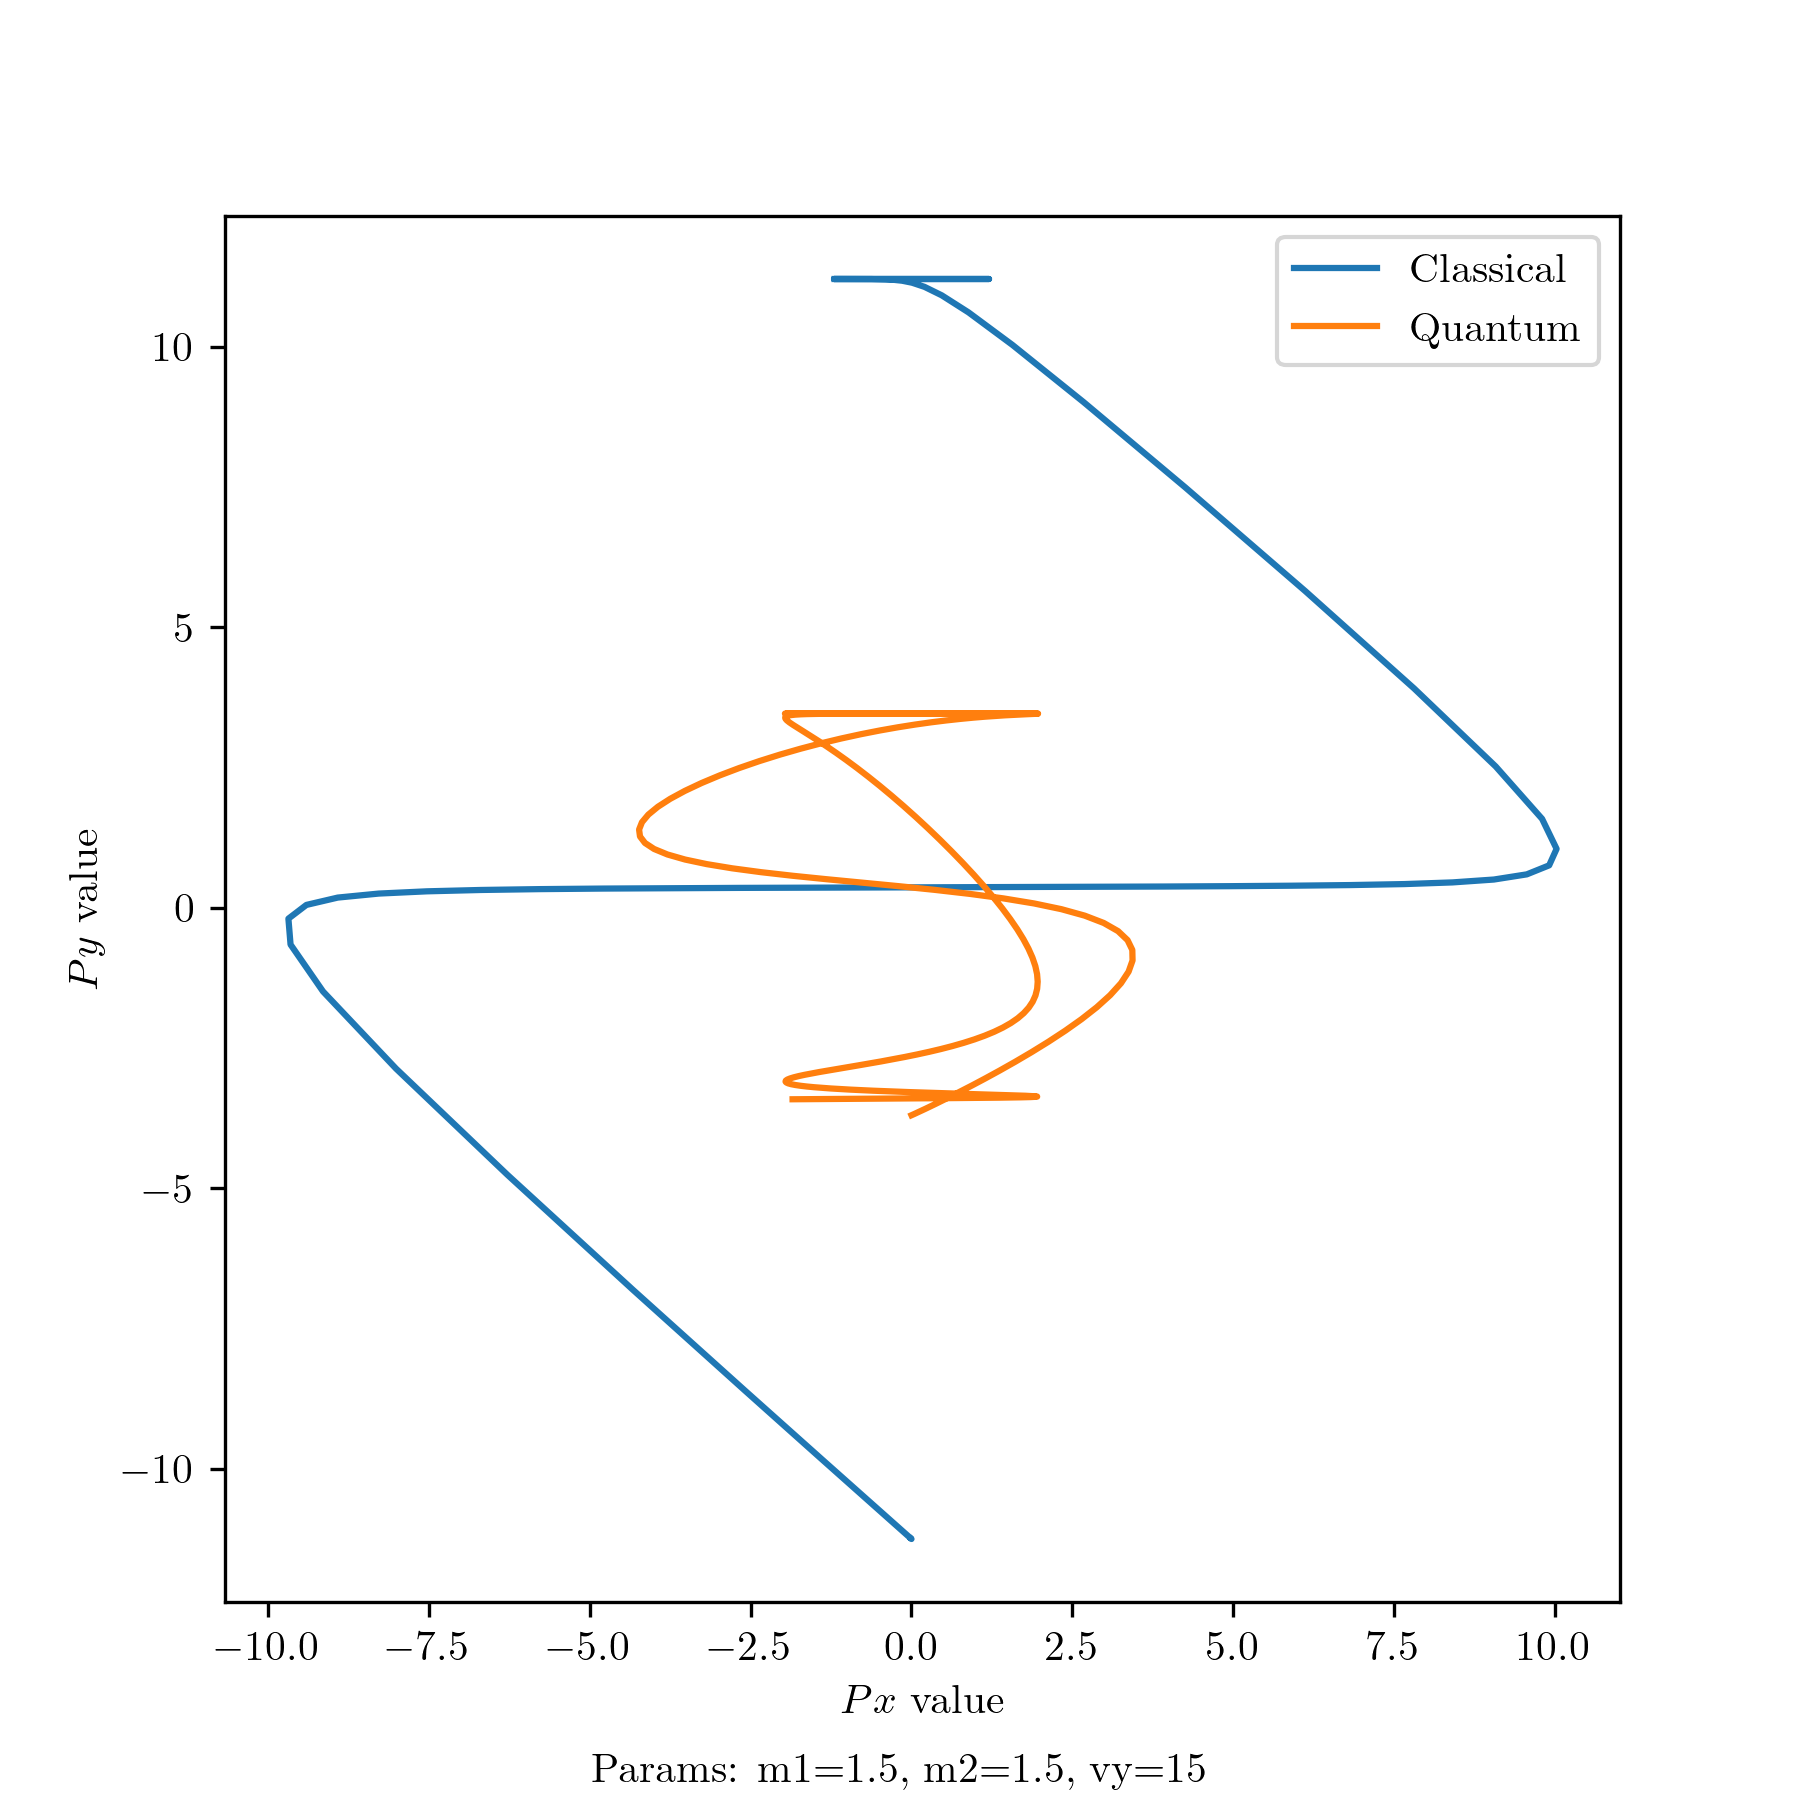 Classical
Quantum
10
5
0
−5
−10
Py value
−10.0 −7.5 −5.0 −2.5 0.0 2.5 5.0 7.5 10.0
Px value
Params: m1=1.5, m2=1.5, vy=15